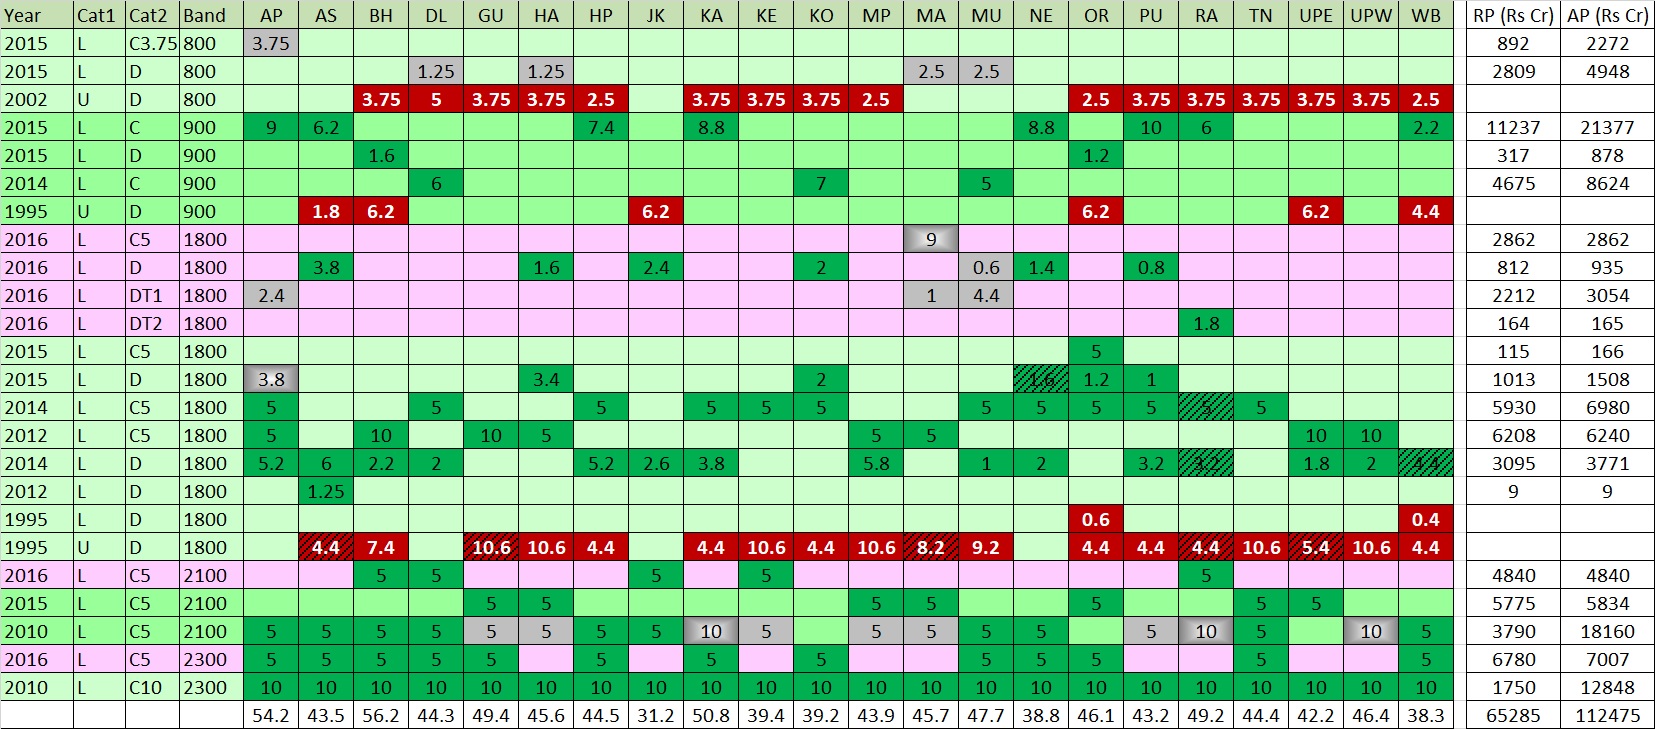 Year Cat1 Cat2 Band AP AS BH DL GU HA HP JK KA KE KO MP MA MU NE OR PU RA TN UPE UPW WB RP (Rs Cr) AP (Rs Cr)
2015 L C3.75 800 3.75 892 2272
2015 L D 800 1.25 1.25 2.5 2.5 2809 4948
2002 U D 800 3.75 5 3.75 3.75 2.5 3.75 3.75 3.75 2.5 2.5 3.75 3.75 3.75 3.75 3.75 2.5
2015 L C 900 9 6.2 7.4 8.8 8.8 10 6 2.2 11237 21377
2015 L D 900 1.6 1.2 317 878
2014 L C 900 6 7 5 4675 8624
1995 U D 900 1.8 6.2 6.2 6.2 6.2 4.4
2016 L C5 1800 9 2862 2862
2016 L D 1800 3.8 1.6 2.4 2 0.6 1.4 0.8 812 935
2016 L DT1 1800 2.4 1 4.4 2212 3054
2016 L DT2 1800 1.8 164 165
2015 L C5 1800 5 115 166
2015 L D 1800 3.8 3.4 2 1.6 1.2 1 1013 1508
2014 L C5 1800 5 5 5 5 5 5 5 5 5 5 5 5 5930 6980
2012 L C5 1800 5 10 10 5 5 5 10 10 6208 6240
2014 L D 1800 5.2 6 2.2 2 5.2 2.6 3.8 5.8 1 2 3.2 3.2 1.8 2 4.4 3095 3771
2012 L D 1800 1.25 9 9
1995 L D 1800 0.6 0.4
1995 U D 1800 4.4 7.4 10.6 10.6 4.4 4.4 10.6 4.4 10.6 8.2 9.2 4.4 4.4 4.4 10.6 5.4 10.6 4.4
2016 L C5 2100 5 5 5 5 5 4840 4840
2015 L C5 2100 5 5 5 5 5 5 5 5775 5834
2010 L C5 2100 5 5 5 5 5 5 5 5 10 5 5 5 5 5 5 10 5 10 5 3790 18160
2016 L C5 2300 5 5 5 5 5 5 5 5 5 5 5 5 5 6780 7007
2010 L C10 2300 10 10 10 10 10 10 10 10 10 10 10 10 10 10 10 10 10 10 10 10 10 10 1750 12848
54.2 43.5 56.2 44.3 49.4 45.6 44.5 31.2 50.8 39.4 39.2 43.9 45.7 47.7 38.8 46.1 43.2 49.2 44.4 42.2 46.4 38.3 65285 112475